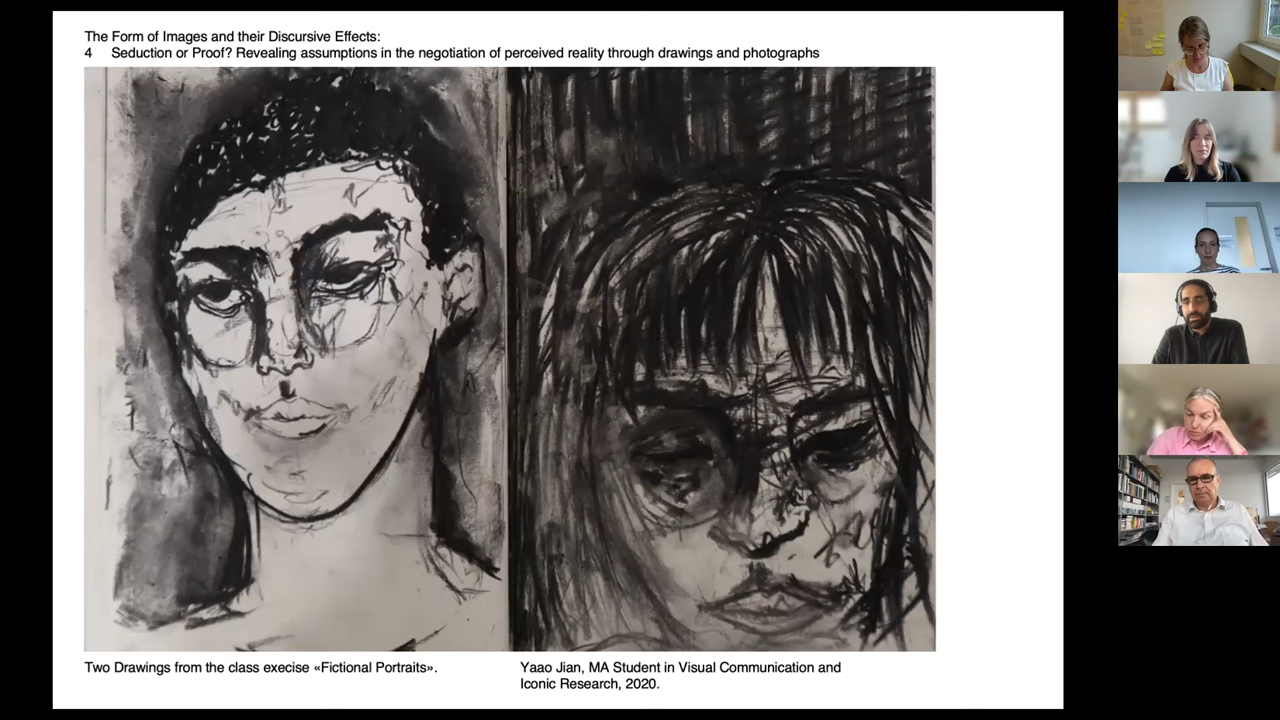 The Form of Images and their Discursive Effects:
4 Seduction or Proof? Revealing assumptions in the negotiation of perceived reality through drawings and photographs
Two Drawings from the class execise «Fictional Portraits».
Yaao Jian, MA Student in Visual Communication and
Iconic Research, 2020.